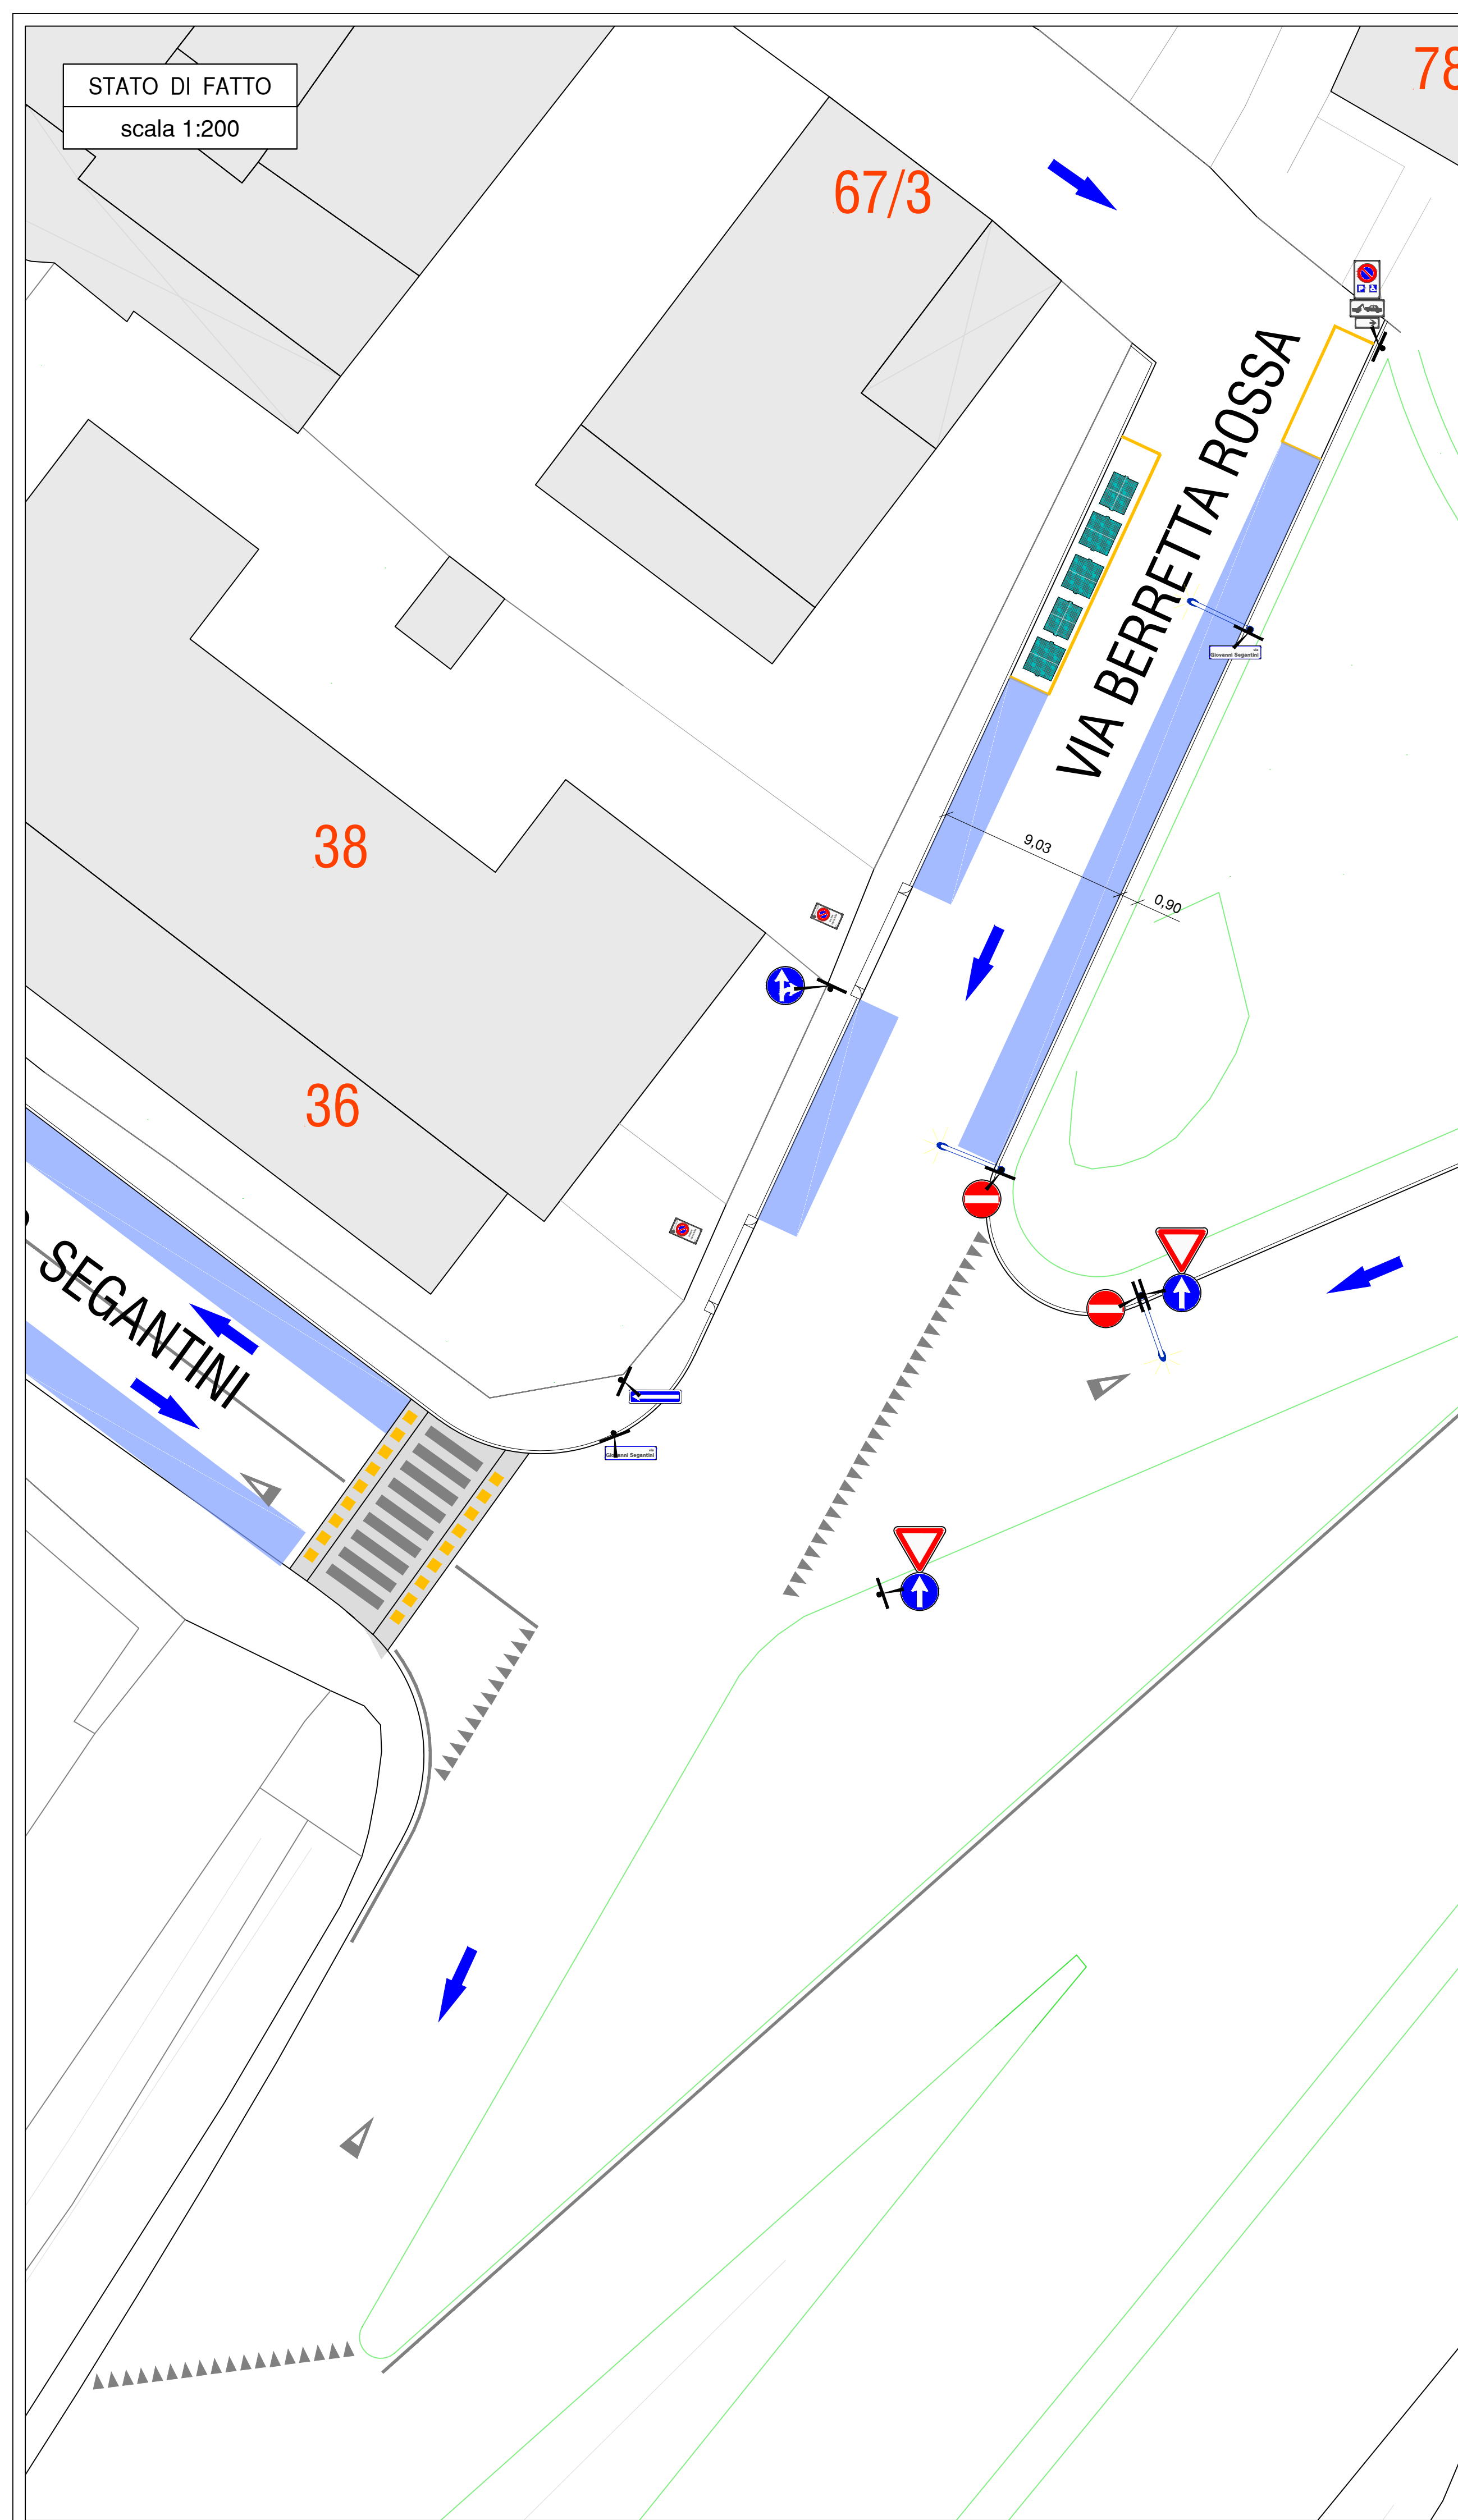 STATO DI FATTO
scala 1:200
78
67/3
VIA BERRETTA ROSSA
Giovanni Segantini
38
9,03
0,90
36
SEGANTINI
Giovanni Segantini